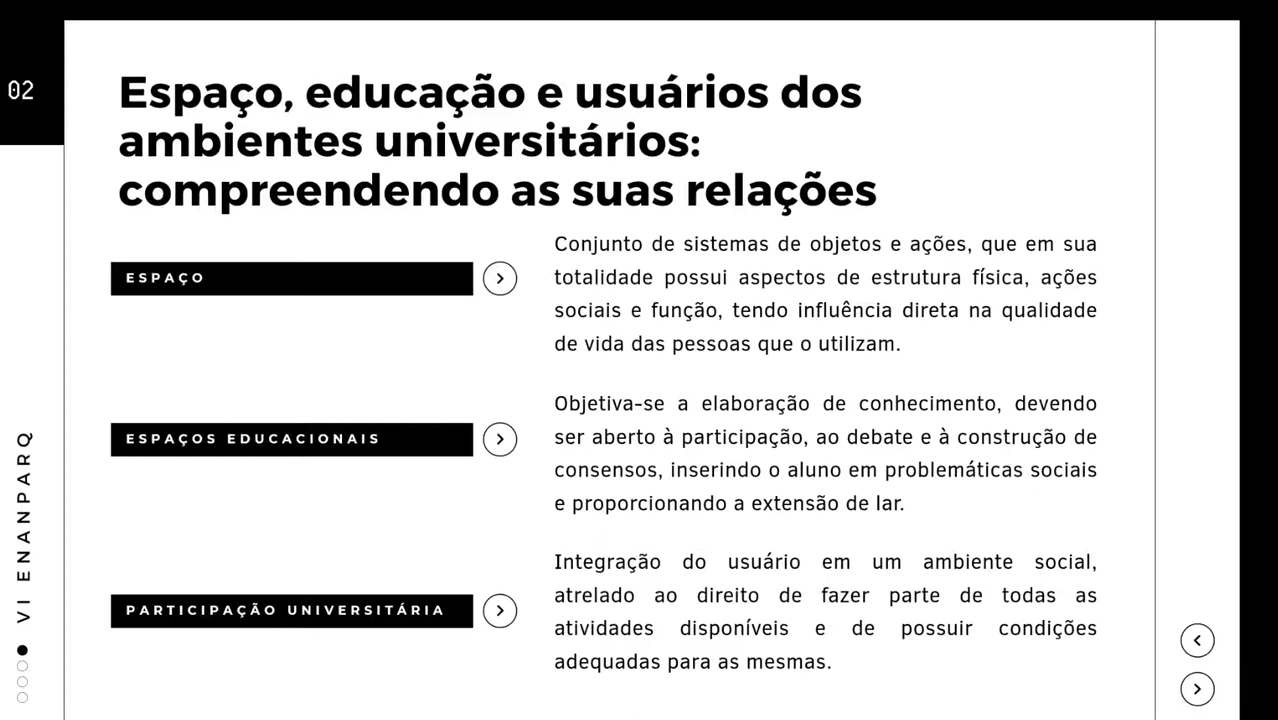 02
Espaço, educação e usuários dos
ambientes universitários:
compreendendo as suas relações
ESPAÇO
Conjunto de sistemas de objetos e ações, que em sua
totalidade possui aspectos de estrutura física, ações
sociais e função, tendo influência direta na qualidade
de vida das pessoas que o utilizam.
ESPAÇOS EDUCACIONAIS
Objetiva-se a elaboração de conhecimento, devendo
ser aberto à participação, ao debate e à construção de
consensos, inserindo o aluno em problemáticas sociais
e proporcionando a extensão de lar.
PARTICIPAÇÃO UNIVERSITÁRIA
Integração do usuário em um ambiente social,
atrelado ao direito de fazer parte de todas as
atividades disponíveis e de possuir condições
adequadas para as mesmas.
VI ENANPARQ